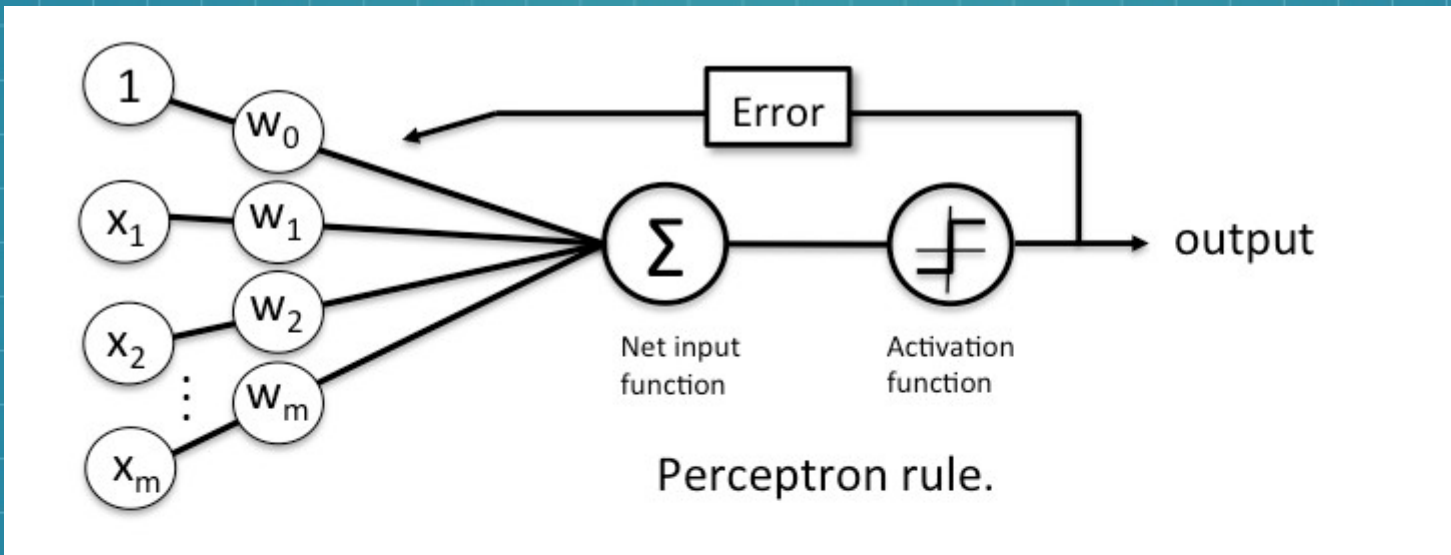 1
w₀
Error
x₁
w₁
Σ
output
x₂
w₂
Net input
function
Activation
function
⋮
wₘ
xₘ
Perceptron rule.